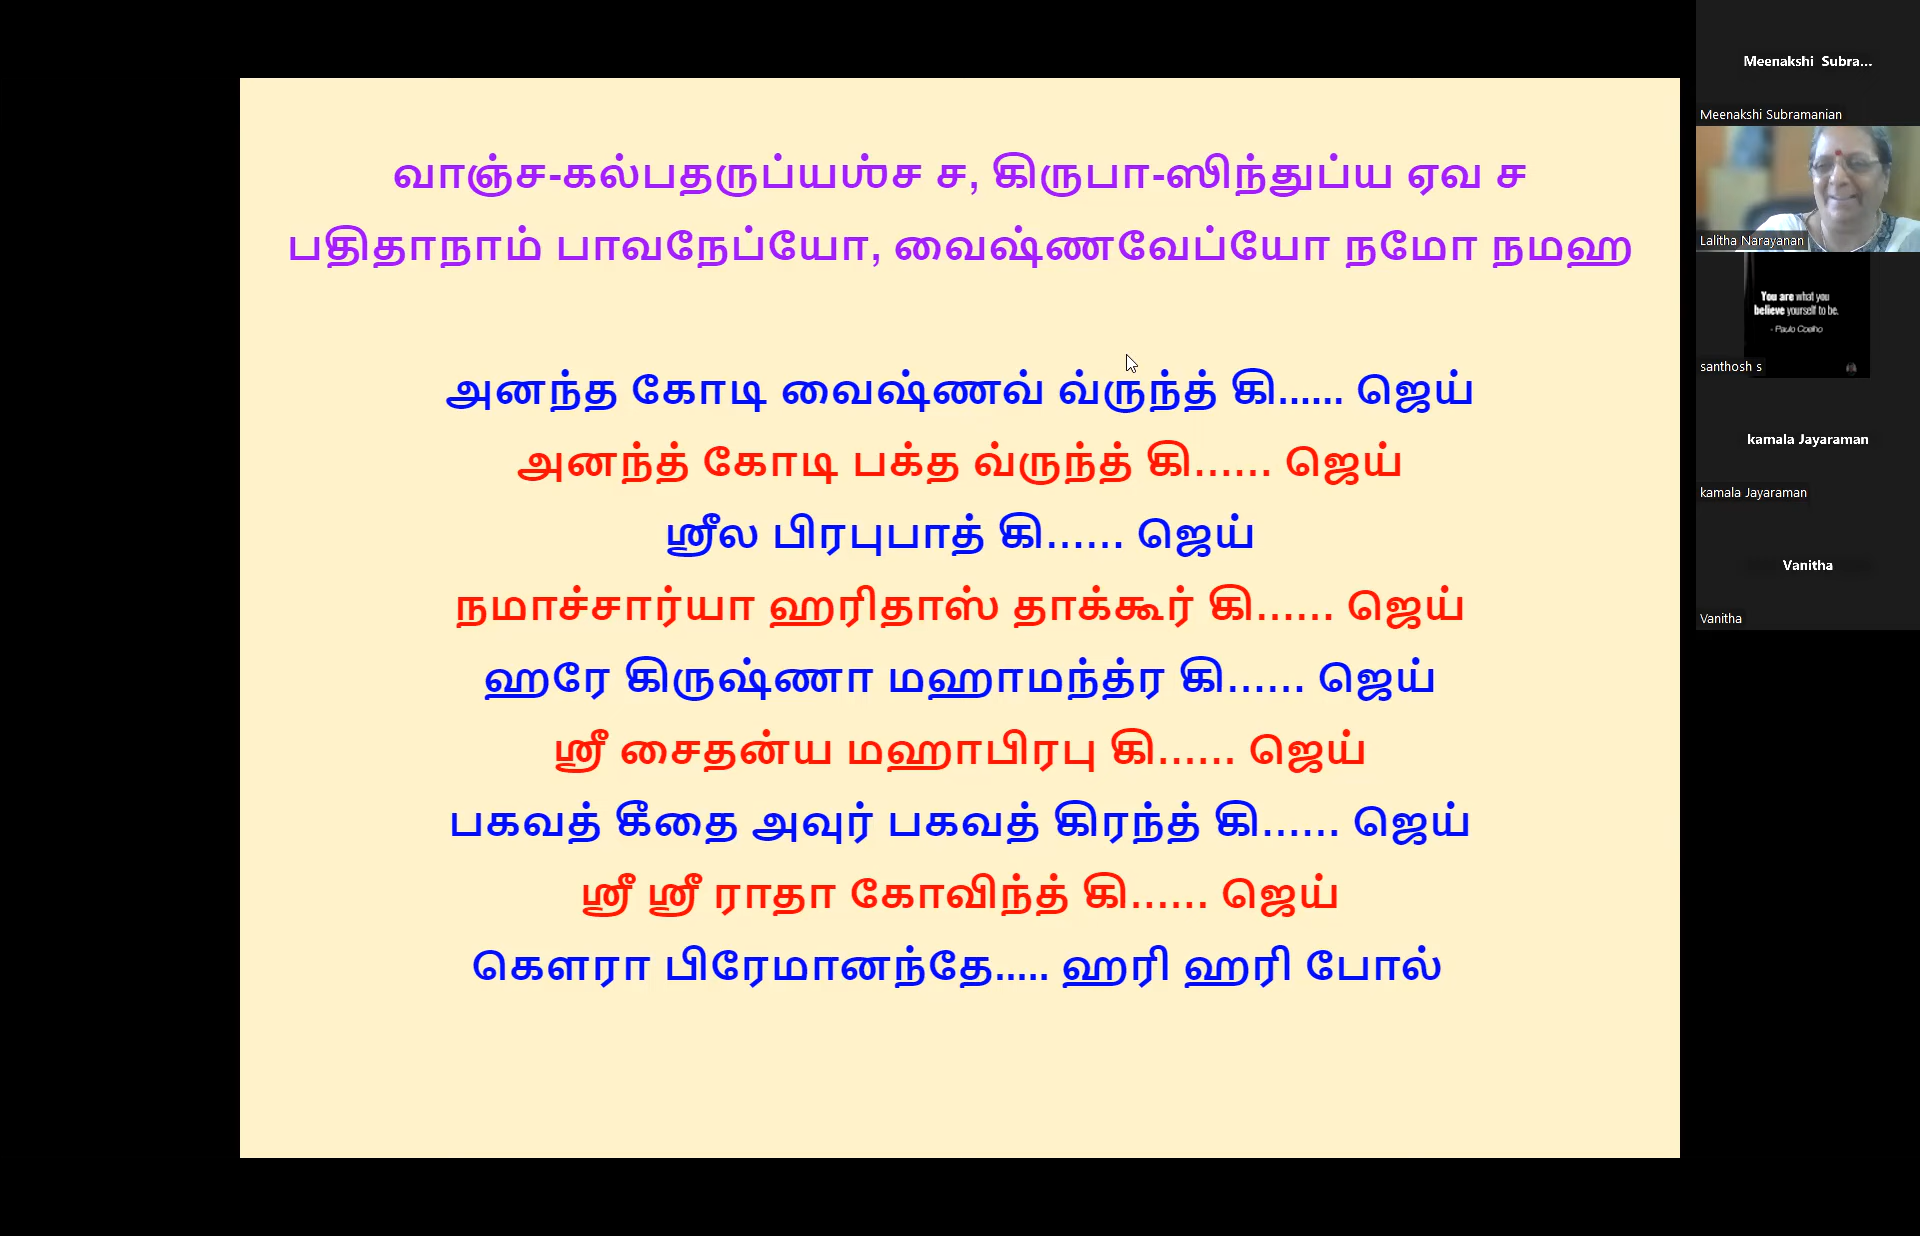 வாஞ்ச-கல்பதருப்யஶ்ச ச, கிருபா-ஸிந்துப்ய ஏவ ச
பதிதாநாம் பாவநேப்யோ, வைஷ்ணவேப்யோ நமோ நமஹ
அனந்த கோடி வைஷ்ணவ் வ்ருந்த் கி...... ஜெய்
அனந்த் கோடி பக்த வ்ருந்த் கி...... ஜெய்
ஸ்ரீல பிரபுபாத் கி...... ஜெய்
நமாச்சார்யா ஹரிதாஸ் தாக்கூர் கி...... ஜெய்
ஹரே கிருஷ்ணா மஹாமந்த்ர கி...... ஜெய்
ஸ்ரீ சைதன்ய மஹாபிரபு கி...... ஜெய்
பகவத் கீதை அவுர் பகவத் கிரந்த் கி...... ஜெய்
ஸ்ரீ ஸ்ரீ ராதா கோவிந்த் கி...... ஜெய்
கௌரா பிரேமானந்தே..... ஹரி ஹரி போல்
Meenakshi Subra...
Meenakshi Subramanian
Lalitha Narayanan
You are what you
believe yourself to be.
- Paulo Coelho
santhosh s
kamala Jayaraman
kamala Jayaraman
Vanitha
Vanitha